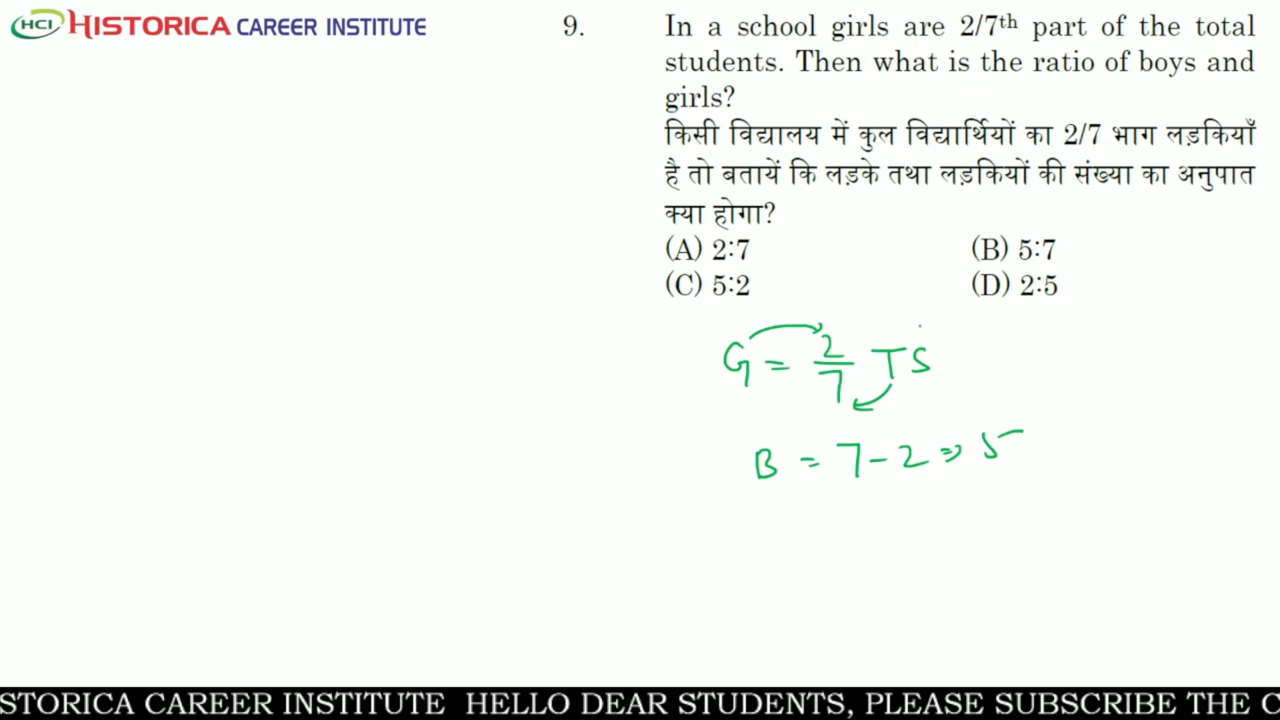 HCI HISTORICA CAREER INSTITUTE
9. In a school girls are 2/7th part of the total
students. Then what is the ratio of boys and
girls?
किसी विद्यालय में कुल विद्यार्थियों का 2/7 भाग लड़कियाँ
है तो बतायें कि लड़के तथा लड़कियों की संख्या का अनुपात
क्या होगा?
(A) 2:7 (B) 5:7
(C) 5:2 (D) 2:5
G = 2/7 TS
B = 7 - 2 => 5
STORICA CAREER INSTITUTE HELLO DEAR STUDENTS, PLEASE SUBSCRIBE THE C